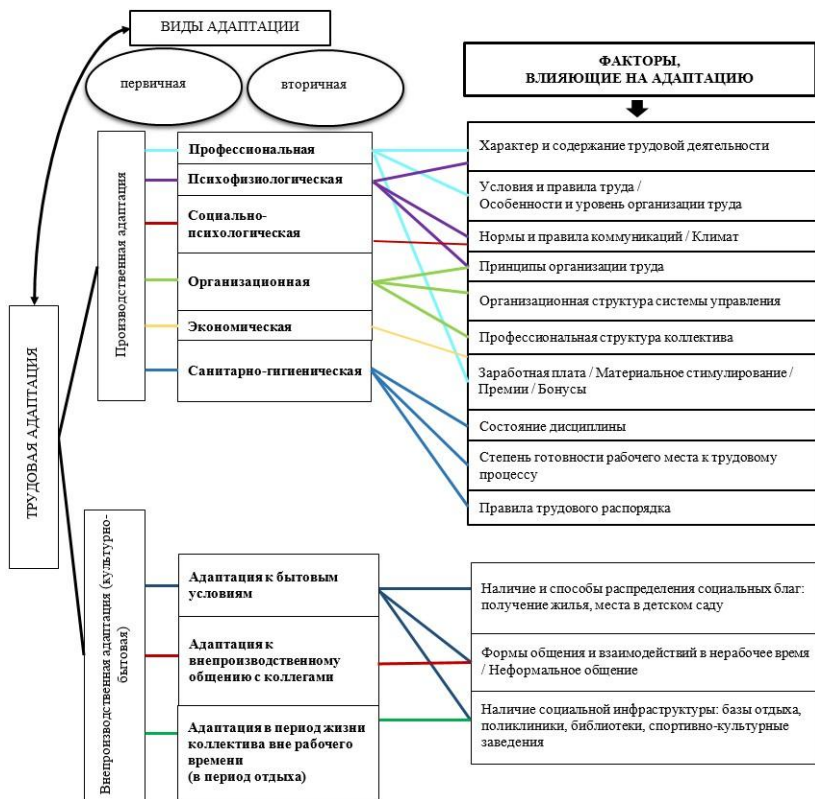 ВИДЫ АДАПТАЦИИ
первичная
вторичная
ФАКТОРЫ,
ВЛИЯЮЩИЕ НА АДАПТАЦИЮ
ТРУДОВАЯ АДАПТАЦИЯ
Производственная адаптация
Профессиональная
Психофизиологическая
Социально-
психологическая
Организационная
Экономическая
Санитарно-гигиеническая
Характер и содержание трудовой деятельности
Условия и правила труда /
Особенности и уровень организации труда
Нормы и правила коммуникаций / Климат
Принципы организации труда
Организационная структура системы управления
Профессиональная структура коллектива
Заработная плата / Материальное стимулирование /
Премии / Бонусы
Состояние дисциплины
Степень готовности рабочего места к трудовому
процессу
Правила трудового распорядка
Внепроизводственная адаптация (культурно-
бытовая)
Адаптация к бытовым
условиям
Адаптация к
внепроизводственному
общению с коллегами
Адаптация в период жизни
коллектива вне рабочего
времени
(в период отдыха)
Наличие и способы распределения социальных благ:
получение жилья, места в детском саду
Формы общения и взаимодействий в нерабочее время
/ Неформальное общение
Наличие социальной инфраструктуры: базы отдыха,
поликлиники, библиотеки, спортивно-культурные
заведения